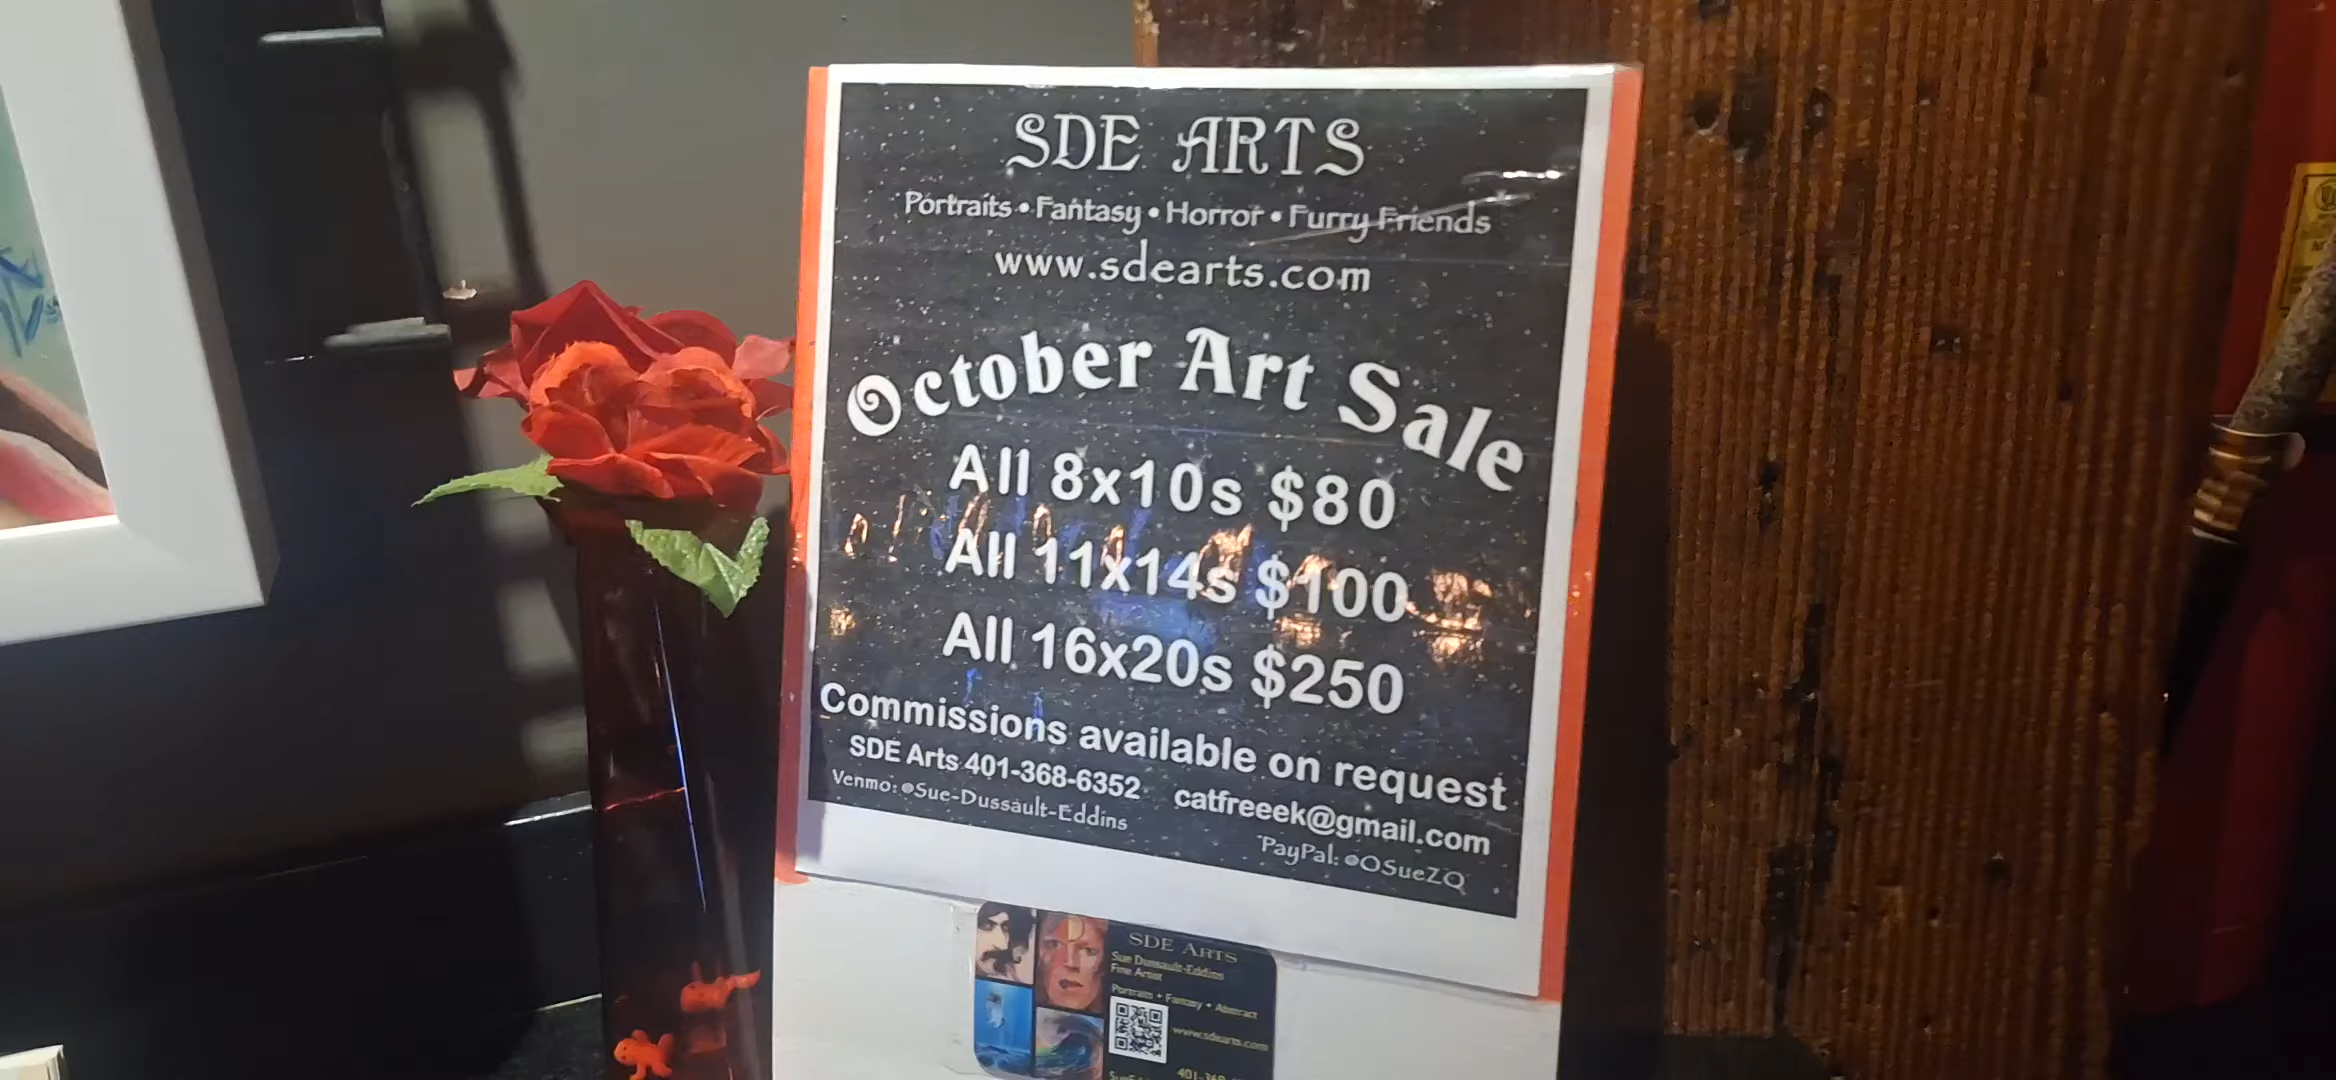 SDE ARTS
Portraits • Fantasy • Horror • Furry Friends
www.sdearts.com
October Art Sale
All 8x10s $80
All 11x14s $100
All 16x20s $250
Commissions available on request
SDE Arts 401-368-6352 catfreeek@gmail.com
Venmo: @Sue-Dussault-Eddins
PayPal: @OSueZQ
SDE ARTS
Sue Dussault-Eddins
Fine Artist
Portraits • Fantasy • Abstract
www.sdearts.com